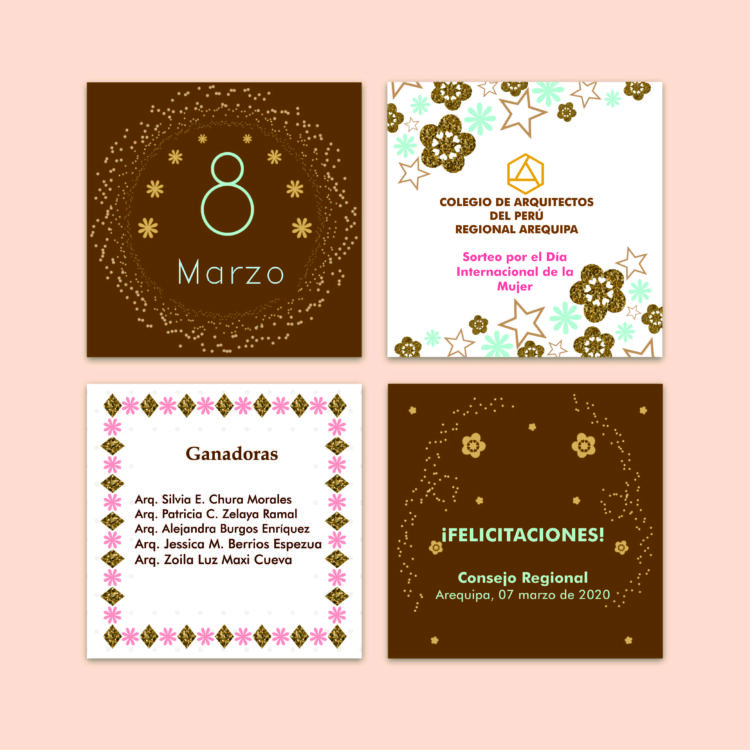 8
Marzo
COLEGIO DE ARQUITECTOS
DEL PERÚ
REGIONAL AREQUIPA
Sorteo por el Día
Internacional de la
Mujer
Ganadoras
Arq. Silvia E. Chura Morales
Arq. Patricia C. Zelaya Ramal
Arq. Alejandra Burgos Enríquez
Arq. Jessica M. Berrios Espezua
Arq. Zoila Luz Maxi Cueva
¡FELICITACIONES!
Consejo Regional
Arequipa, 07 marzo de 2020